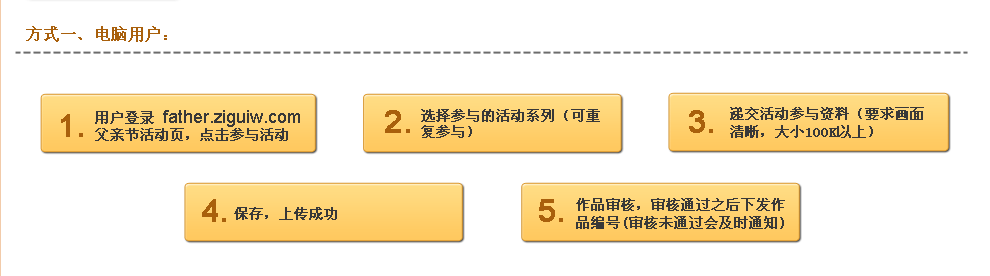 方式一、电脑用户：
1. 用户登录 father.ziguiw.com
父亲节活动页，点击参与活动
2. 选择参与的活动系列（可重
复参与）
3. 递交活动参与资料（要求画面
清晰，大小100K以上）
4. 保存，上传成功
5. 作品审核，审核通过之后下发作
品编号(审核未通过会及时通知)